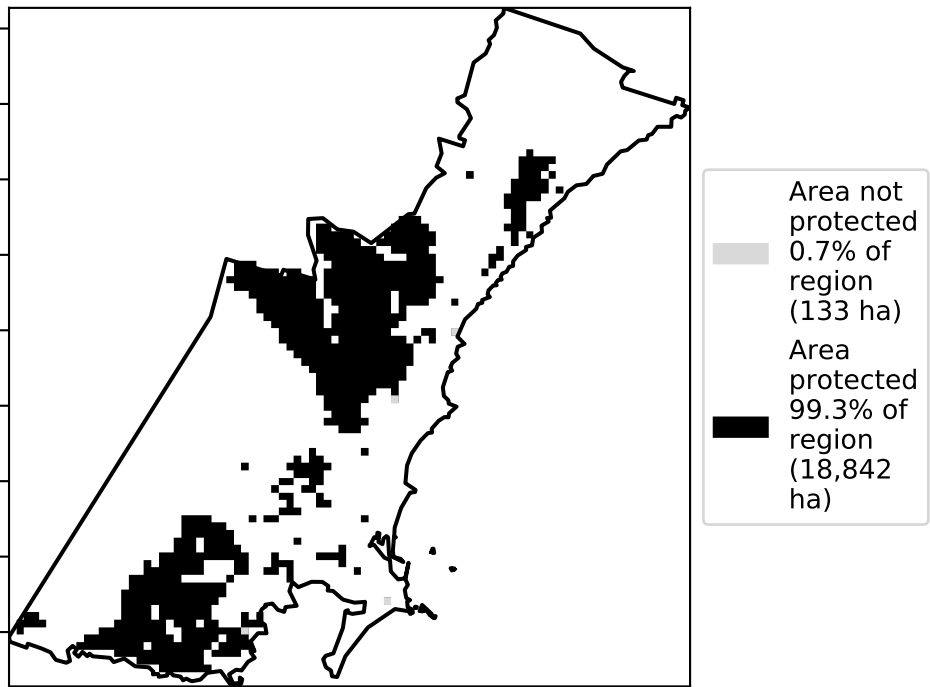 Area not
protected
0.7% of
region
(133 ha)
Area
protected
99.3% of
region
(18,842
ha)